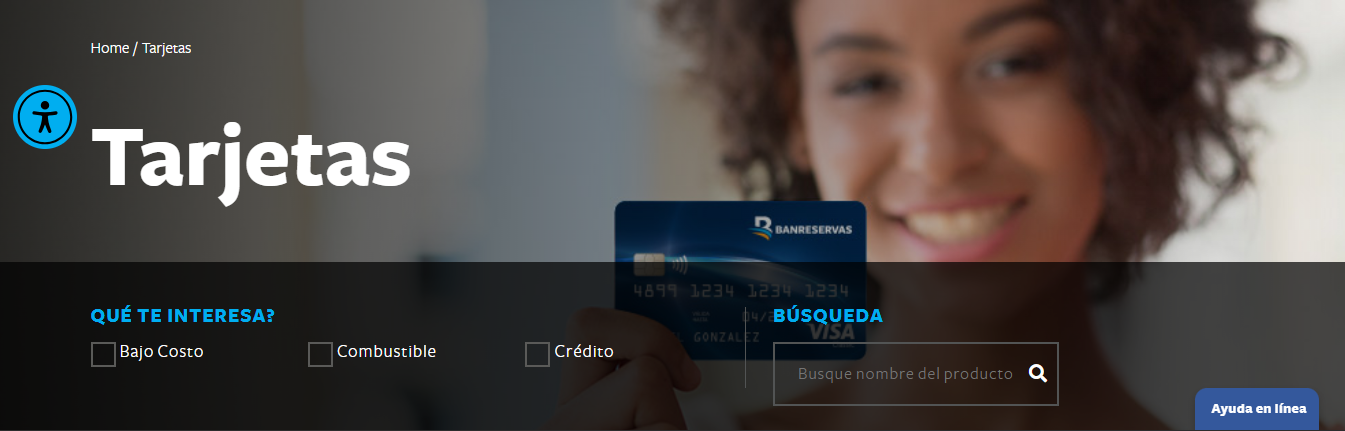 Home / Tarjetas
Tarjetas
BANRESERVAS
4899 1234 1234 1234
GONZALEZ
VISA
QUÉ TE INTERESA?
Bajo Costo
Combustible
Crédito
BÚSQUEDA
Busque nombre del producto
Ayuda en línea